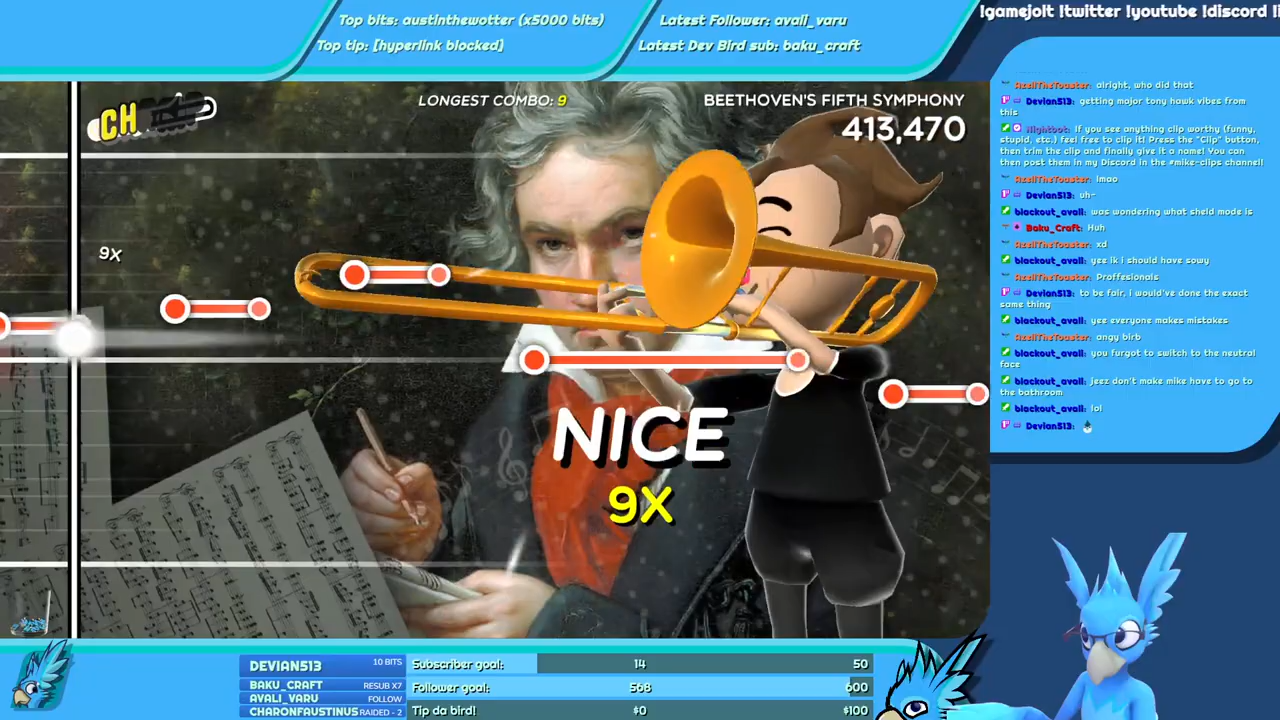 Top bits: austinthewotter (x5000 bits)
Top tip: [hyperlink blocked]
Latest Follower: avali_varu
Latest Dev Bird sub: baku_craft
!gamejolt !twitter !youtube !discord !
CH
LONGEST COMBO: 9
BEETHOVEN'S FIFTH SYMPHONY
413,470
9X
NICE
9X
AzellTheToaster: alright, who did that
Devian513: getting major tony hawk vibes from
this
Nightbot: If you see anything clip worthy (funny,
stupid, etc.) feel free to clip it! Press the "Clip" button,
then trim the clip and finally give it a name! You can
then post them in my Discord in the #mike-clips channel!
AzellTheToaster: lmao
Devian513: uh-
blackout_avali: was wondering what sheld mode is
Baku_Craft: Huh
AzellTheToaster: xd
blackout_avali: yee ik i should have sowy
AzellTheToaster: Proffesionals
Devian513: to be fair, i would've done the exact
same thing
blackout_avali: yee everyone makes mistakes
AzellTheToaster: angy birb
blackout_avali: you furgot to switch to the neutral
face
blackout_avali: jeez don't make mike have to go to
the bathroom
blackout_avali: lol
Devian513:
DEVIAN513 10 BITS
BAKU_CRAFT RESUB X7
AVALI_VARU FOLLOW
CHARONFAUSTINUS RAIDED - 2
Subscriber goal: 14 50
Follower goal: 568 600
Tip da bird! $0 $100